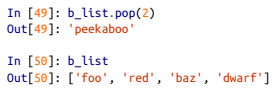 In [49]: b_list.pop(2)
Out[49]: 'peekaboo'
In [50]: b_list
Out[50]: ['foo', 'red', 'baz', 'dwarf']